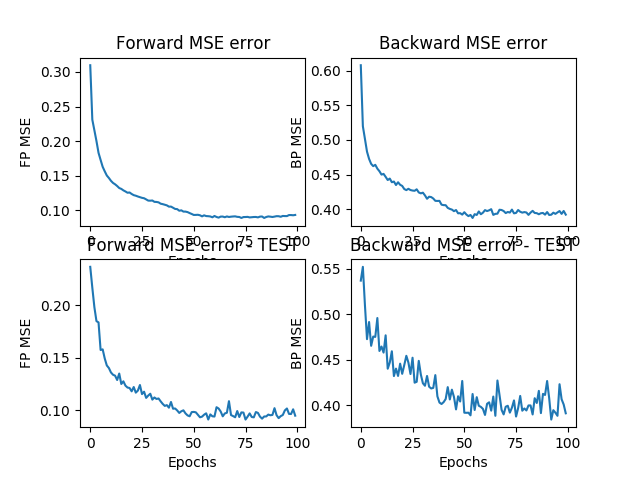 Forward MSE error
Backward MSE error
FP MSE
0.30
0.25
0.20
0.15
0.10
0 25 50 75 100
Epochs
BP MSE
0.60
0.55
0.50
0.45
0.40
0 25 50 75 100
Epochs
Forward MSE error - TEST
Backward MSE error - TEST
FP MSE
0.20
0.15
0.10
0 25 50 75 100
Epochs
BP MSE
0.55
0.50
0.45
0.40
0 25 50 75 100
Epochs